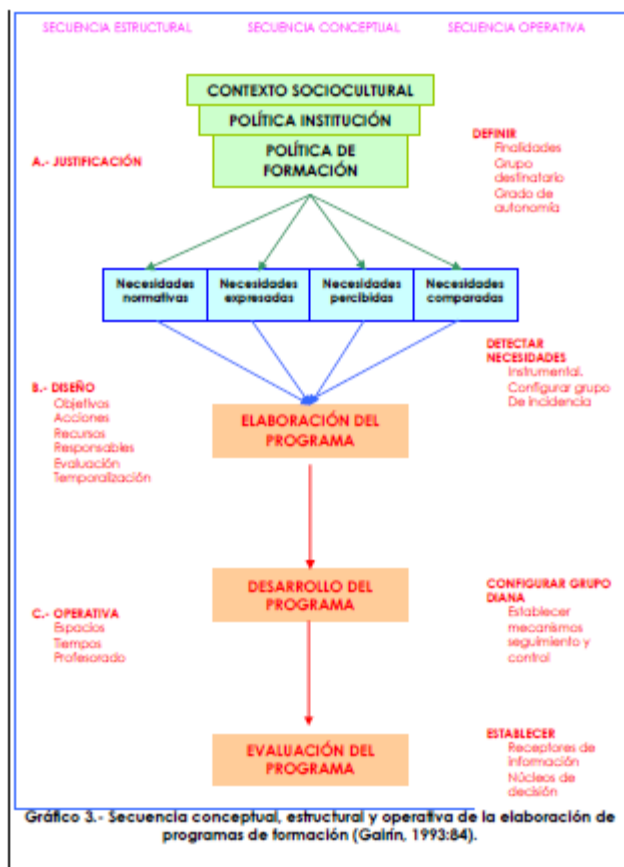 SECUENCIA ESTRUCTURAL SECUENCIA CONCEPTUAL SECUENCIA OPERATIVA
CONTEXTO SOCIOCULTURAL
POLÍTICA INSTITUCIÓN
POLÍTICA DE
FORMACIÓN
A.- JUSTIFICACIÓN
DEFINIR
Finalidades
Grupo
destinatario
Grado de
autonomía
Necesidades
normativas
Necesidades
expresadas
Necesidades
percibidas
Necesidades
comparadas
DETECTAR
NECESIDADES
Instrumental.
Configurar grupo
De incidencia
B.- DISEÑO
Objetivos
Acciones
Recursos
Responsables
Evaluación
Temporalización
ELABORACIÓN DEL
PROGRAMA
DESARROLLO DEL
PROGRAMA
C.- OPERATIVA
Espacios
Tiempos
Profesorado
CONFIGURAR GRUPO
DIANA
Establecer
mecanismos
seguimiento y
control
EVALUACIÓN DEL
PROGRAMA
ESTABLECER
Receptores de
información
Núcleos de
decisión
Gráfico 3.- Secuencia conceptual, estructural y operativa de la elaboración de
programas de formación (Gairín, 1993:84).